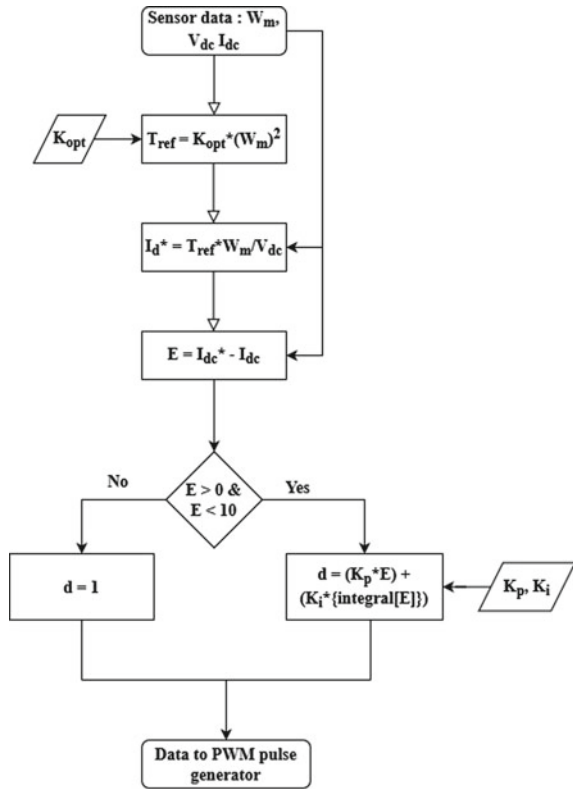 Sensor data : Wm,
Vdc Idc
Kopt
Tref = Kopt*(Wm)²
Id* = Tref*Wm/Vdc
E = Idc* - Idc
No
E > 0 &
E < 10
Yes
d = 1
d = (Kp*E) +
(Ki*{integral[E]})
Kp, Ki
Data to PWM pulse
generator